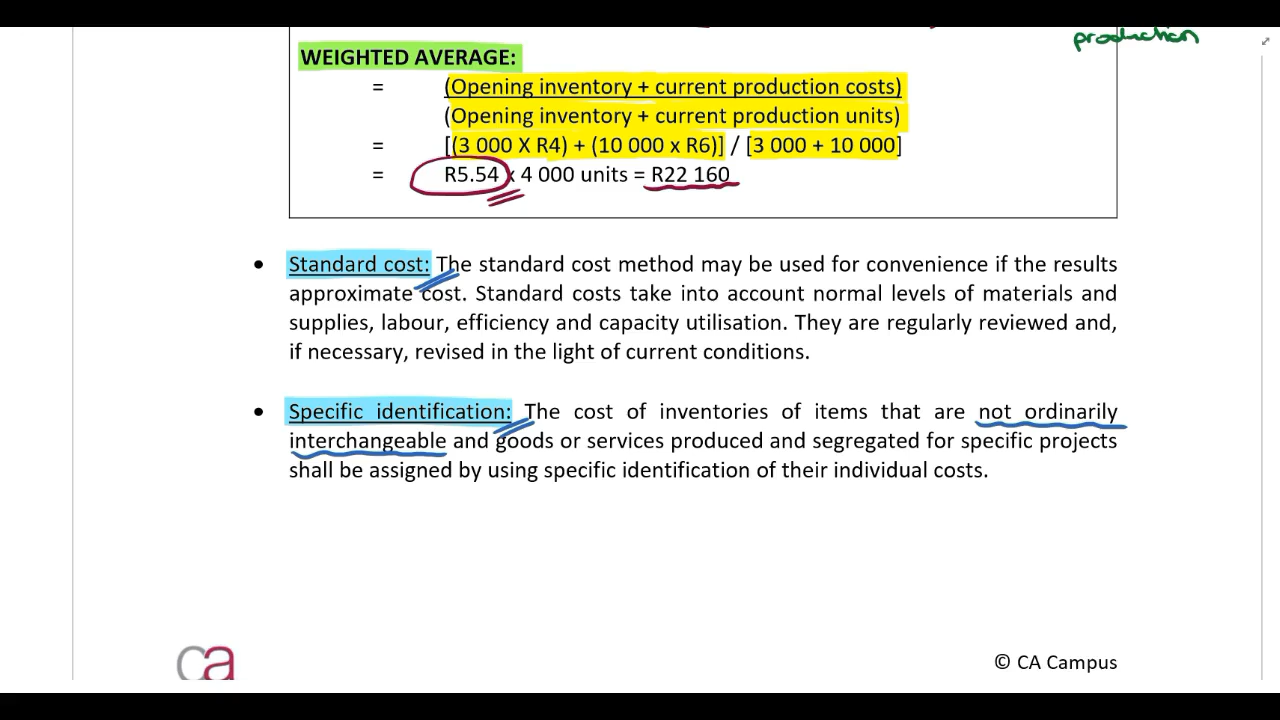 production
WEIGHTED AVERAGE:
= (Opening inventory + current production costs)
(Opening inventory + current production units)
= [(3 000 X R4) + (10 000 x R6)] / [3 000 + 10 000]
= R5.54 x 4 000 units = R22 160
• Standard cost: The standard cost method may be used for convenience if the results
approximate cost. Standard costs take into account normal levels of materials and
supplies, labour, efficiency and capacity utilisation. They are regularly reviewed and,
if necessary, revised in the light of current conditions.
• Specific identification: The cost of inventories of items that are not ordinarily
interchangeable and goods or services produced and segregated for specific projects
shall be assigned by using specific identification of their individual costs.
ca
© CA Campus